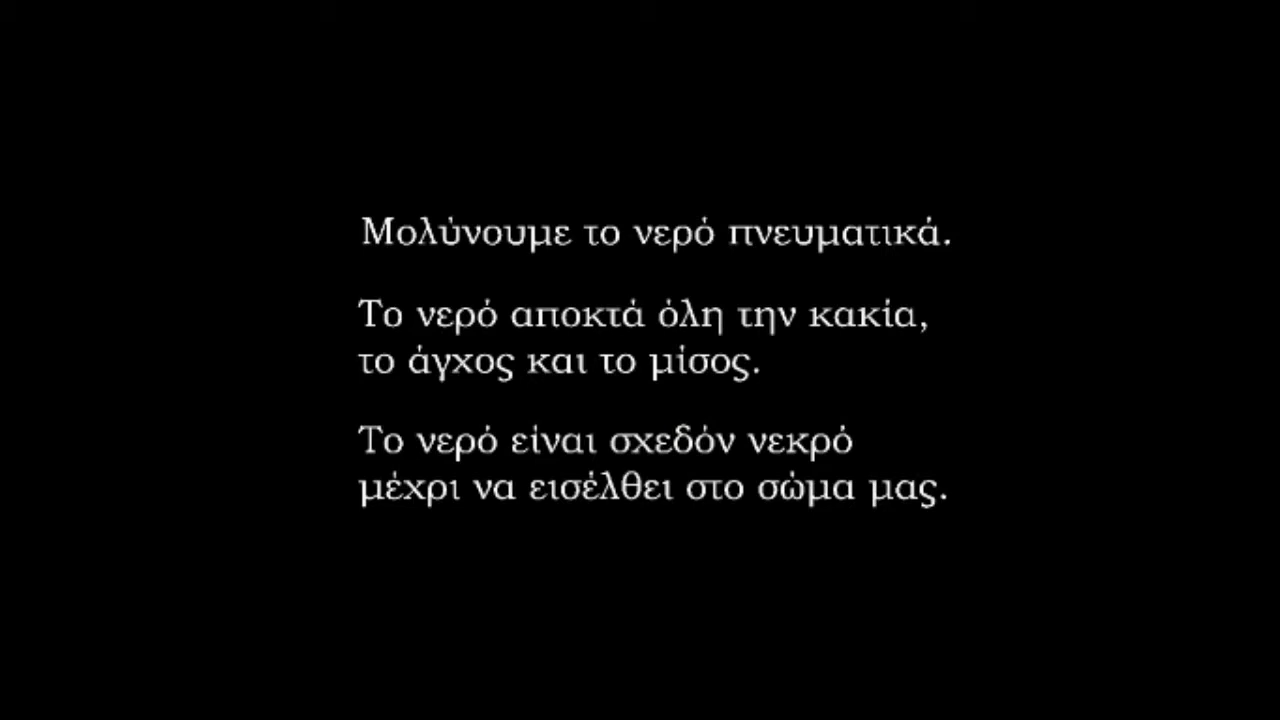 Μολύνουμε το νερό πνευματικά.
Το νερό αποκτά όλη την κακία,
το άγχος και το μίσος.
Το νερό είναι σχεδόν νεκρό
μέχρι να εισέλθει στο σώμα μας.